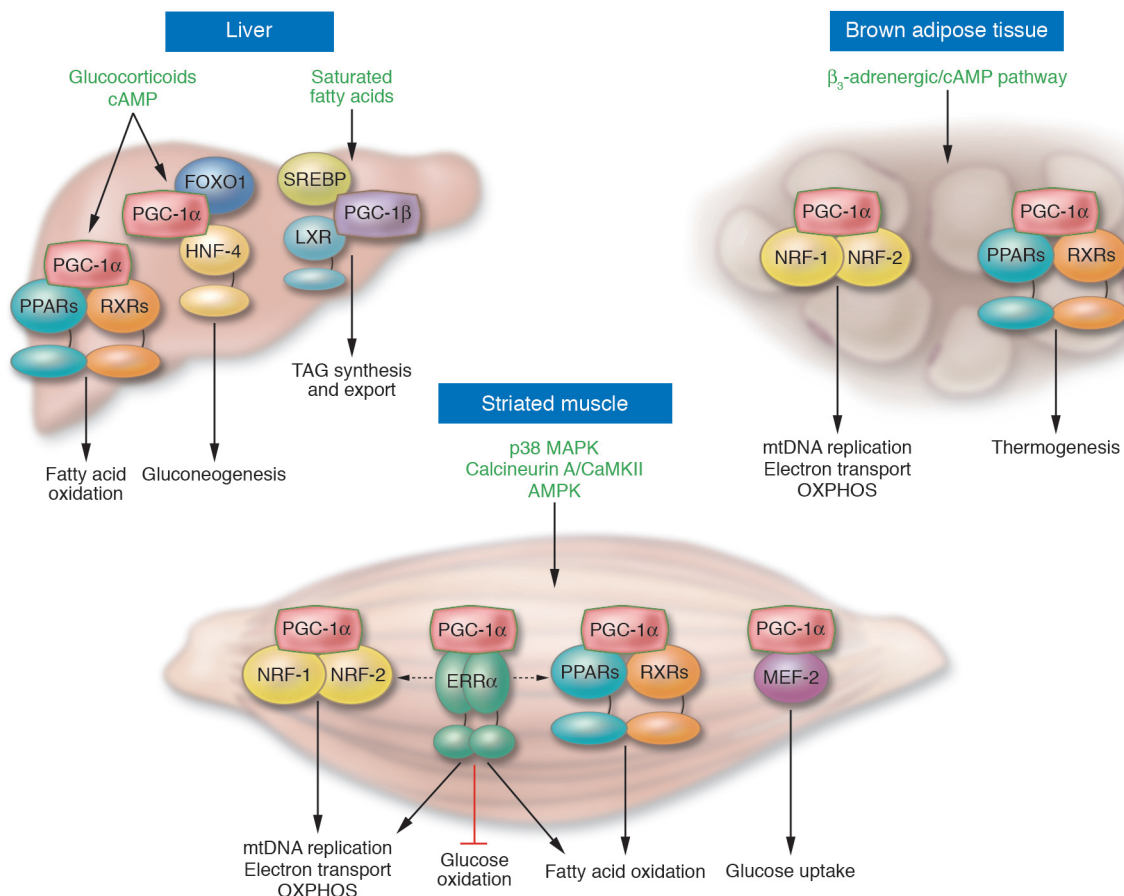 Liver
Glucocorticoids
cAMP
Saturated
fatty acids
FOXO1
PGC-1α
HNF-4
PGC-1α
PPARs
RXRs
SREBP
PGC-1β
LXR
TAG synthesis
and export
Fatty acid
oxidation
Gluconeogenesis
Brown adipose tissue
β₃-adrenergic/cAMP pathway
PGC-1α
NRF-1
NRF-2
PGC-1α
PPARs
RXRs
mtDNA replication
Electron transport
OXPHOS
Thermogenesis
Striated muscle
p38 MAPK
Calcineurin A/CaMKII
AMPK
PGC-1α
NRF-1
NRF-2
PGC-1α
ERRα
PGC-1α
PPARs
RXRs
PGC-1α
MEF-2
mtDNA replication
Electron transport
OXPHOS
Glucose
oxidation
Fatty acid oxidation
Glucose uptake